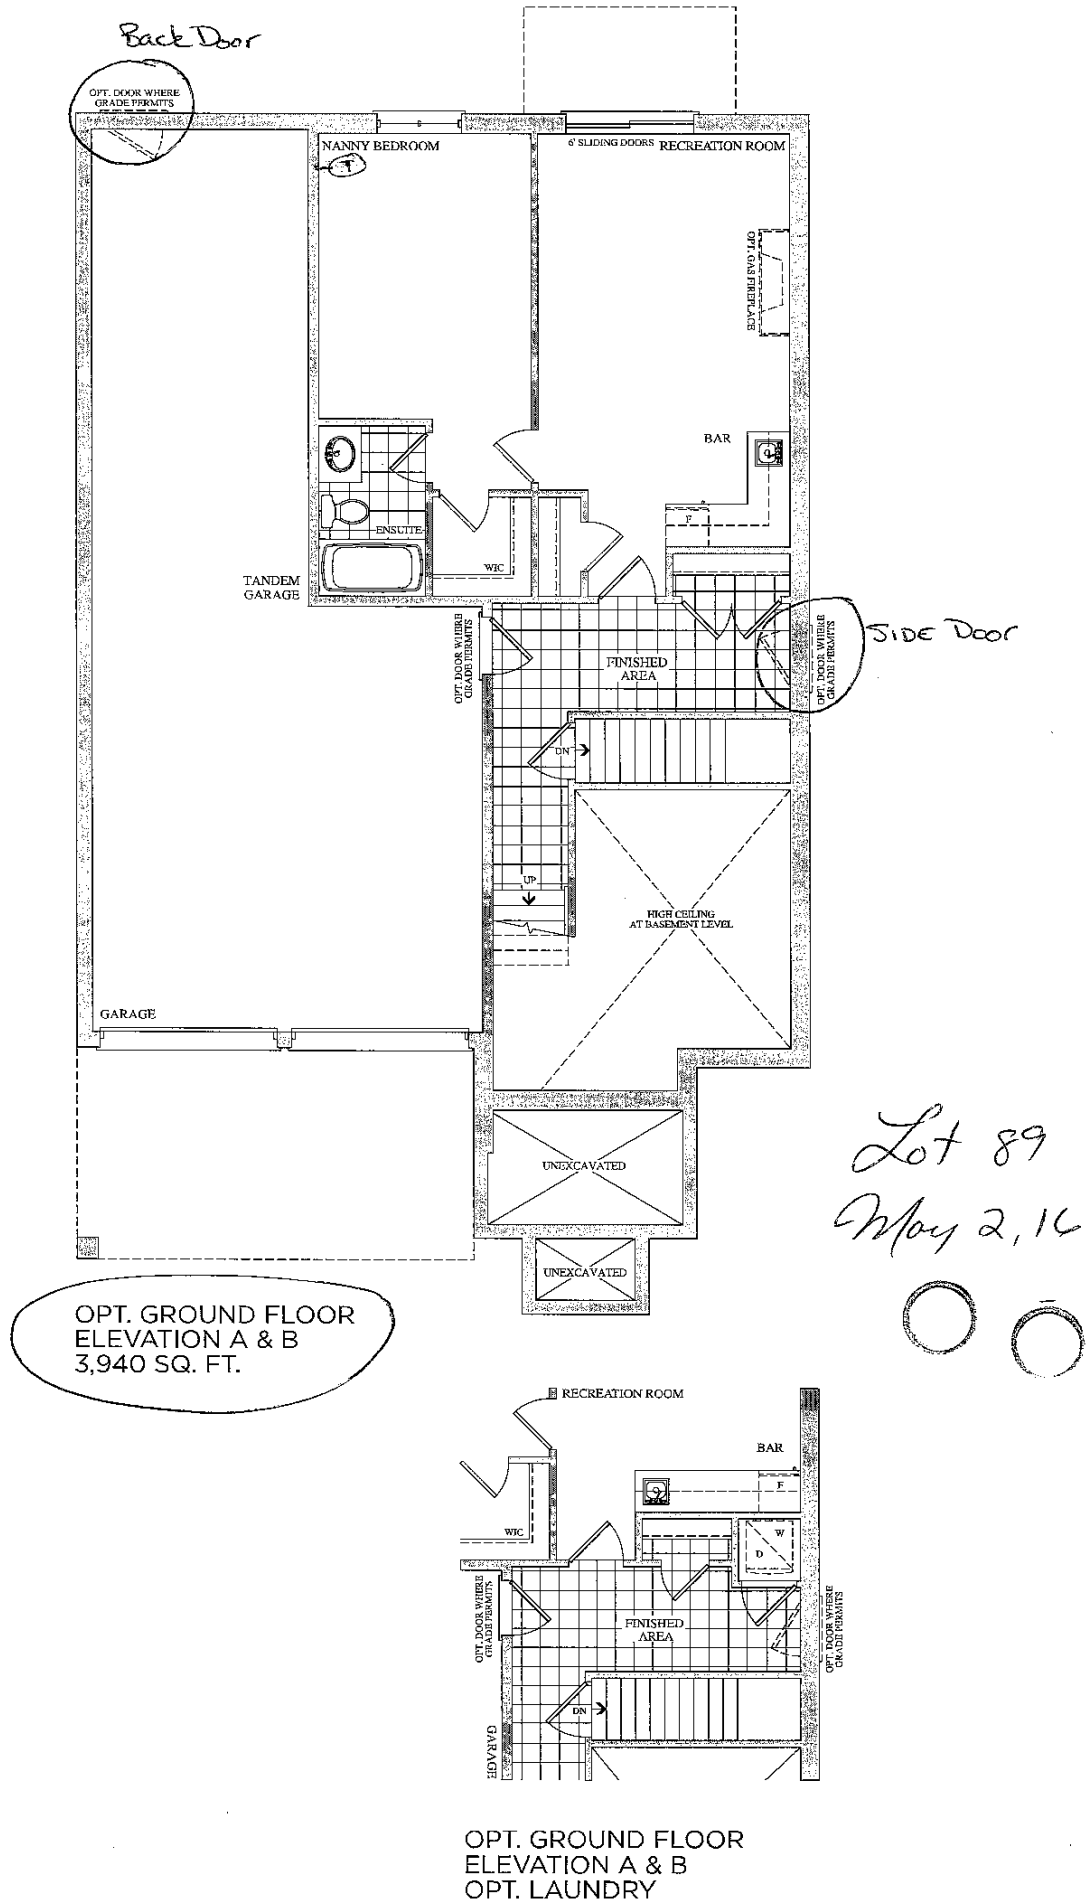 Back Door
OPT. DOOR WHERE
GRADE PERMITS
NANNY BEDROOM
6' SLIDING DOORS
RECREATION ROOM
T
OPT. GAS FIREPLACE
BAR
F
ENSUITE
WIC
TANDEM
GARAGE
OPT. DOOR WHERE
GRADE PERMITS
FINISHED
AREA
OPT. DOOR WHERE
GRADE PERMITS
SIDE Door
DN
UP
HIGH CEILING
AT BASEMENT LEVEL
GARAGE
UNEXCAVATED
UNEXCAVATED
Lot 89
May 2, 16
OPT. GROUND FLOOR
ELEVATION A & B
3,940 SQ. FT.
RECREATION ROOM
BAR
F
WIC
W
D
OPT. DOOR WHERE
GRADE PERMITS
FINISHED
AREA
OPT. DOOR WHERE
GRADE PERMITS
DN
GARAGE
OPT. GROUND FLOOR
ELEVATION A & B
OPT. LAUNDRY